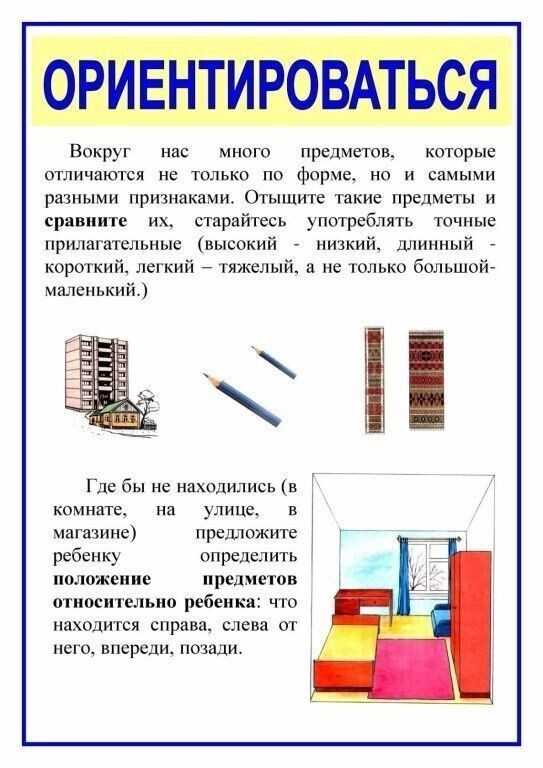 ОРИЕНТИРОВАТЬСЯ
Вокруг нас много предметов, которые
отличаются не только по форме, но и самыми
разными признаками. Отыщите такие предметы и
сравните их, старайтесь употреблять точные
прилагательные (высокий - низкий, длинный -
короткий, легкий – тяжелый, а не только большой-
маленький.)
Где бы не находились (в
комнате, на улице, в
магазине) предложите
ребенку определить
положение предметов
относительно ребенка: что
находится справа, слева от
него, впереди, позади.